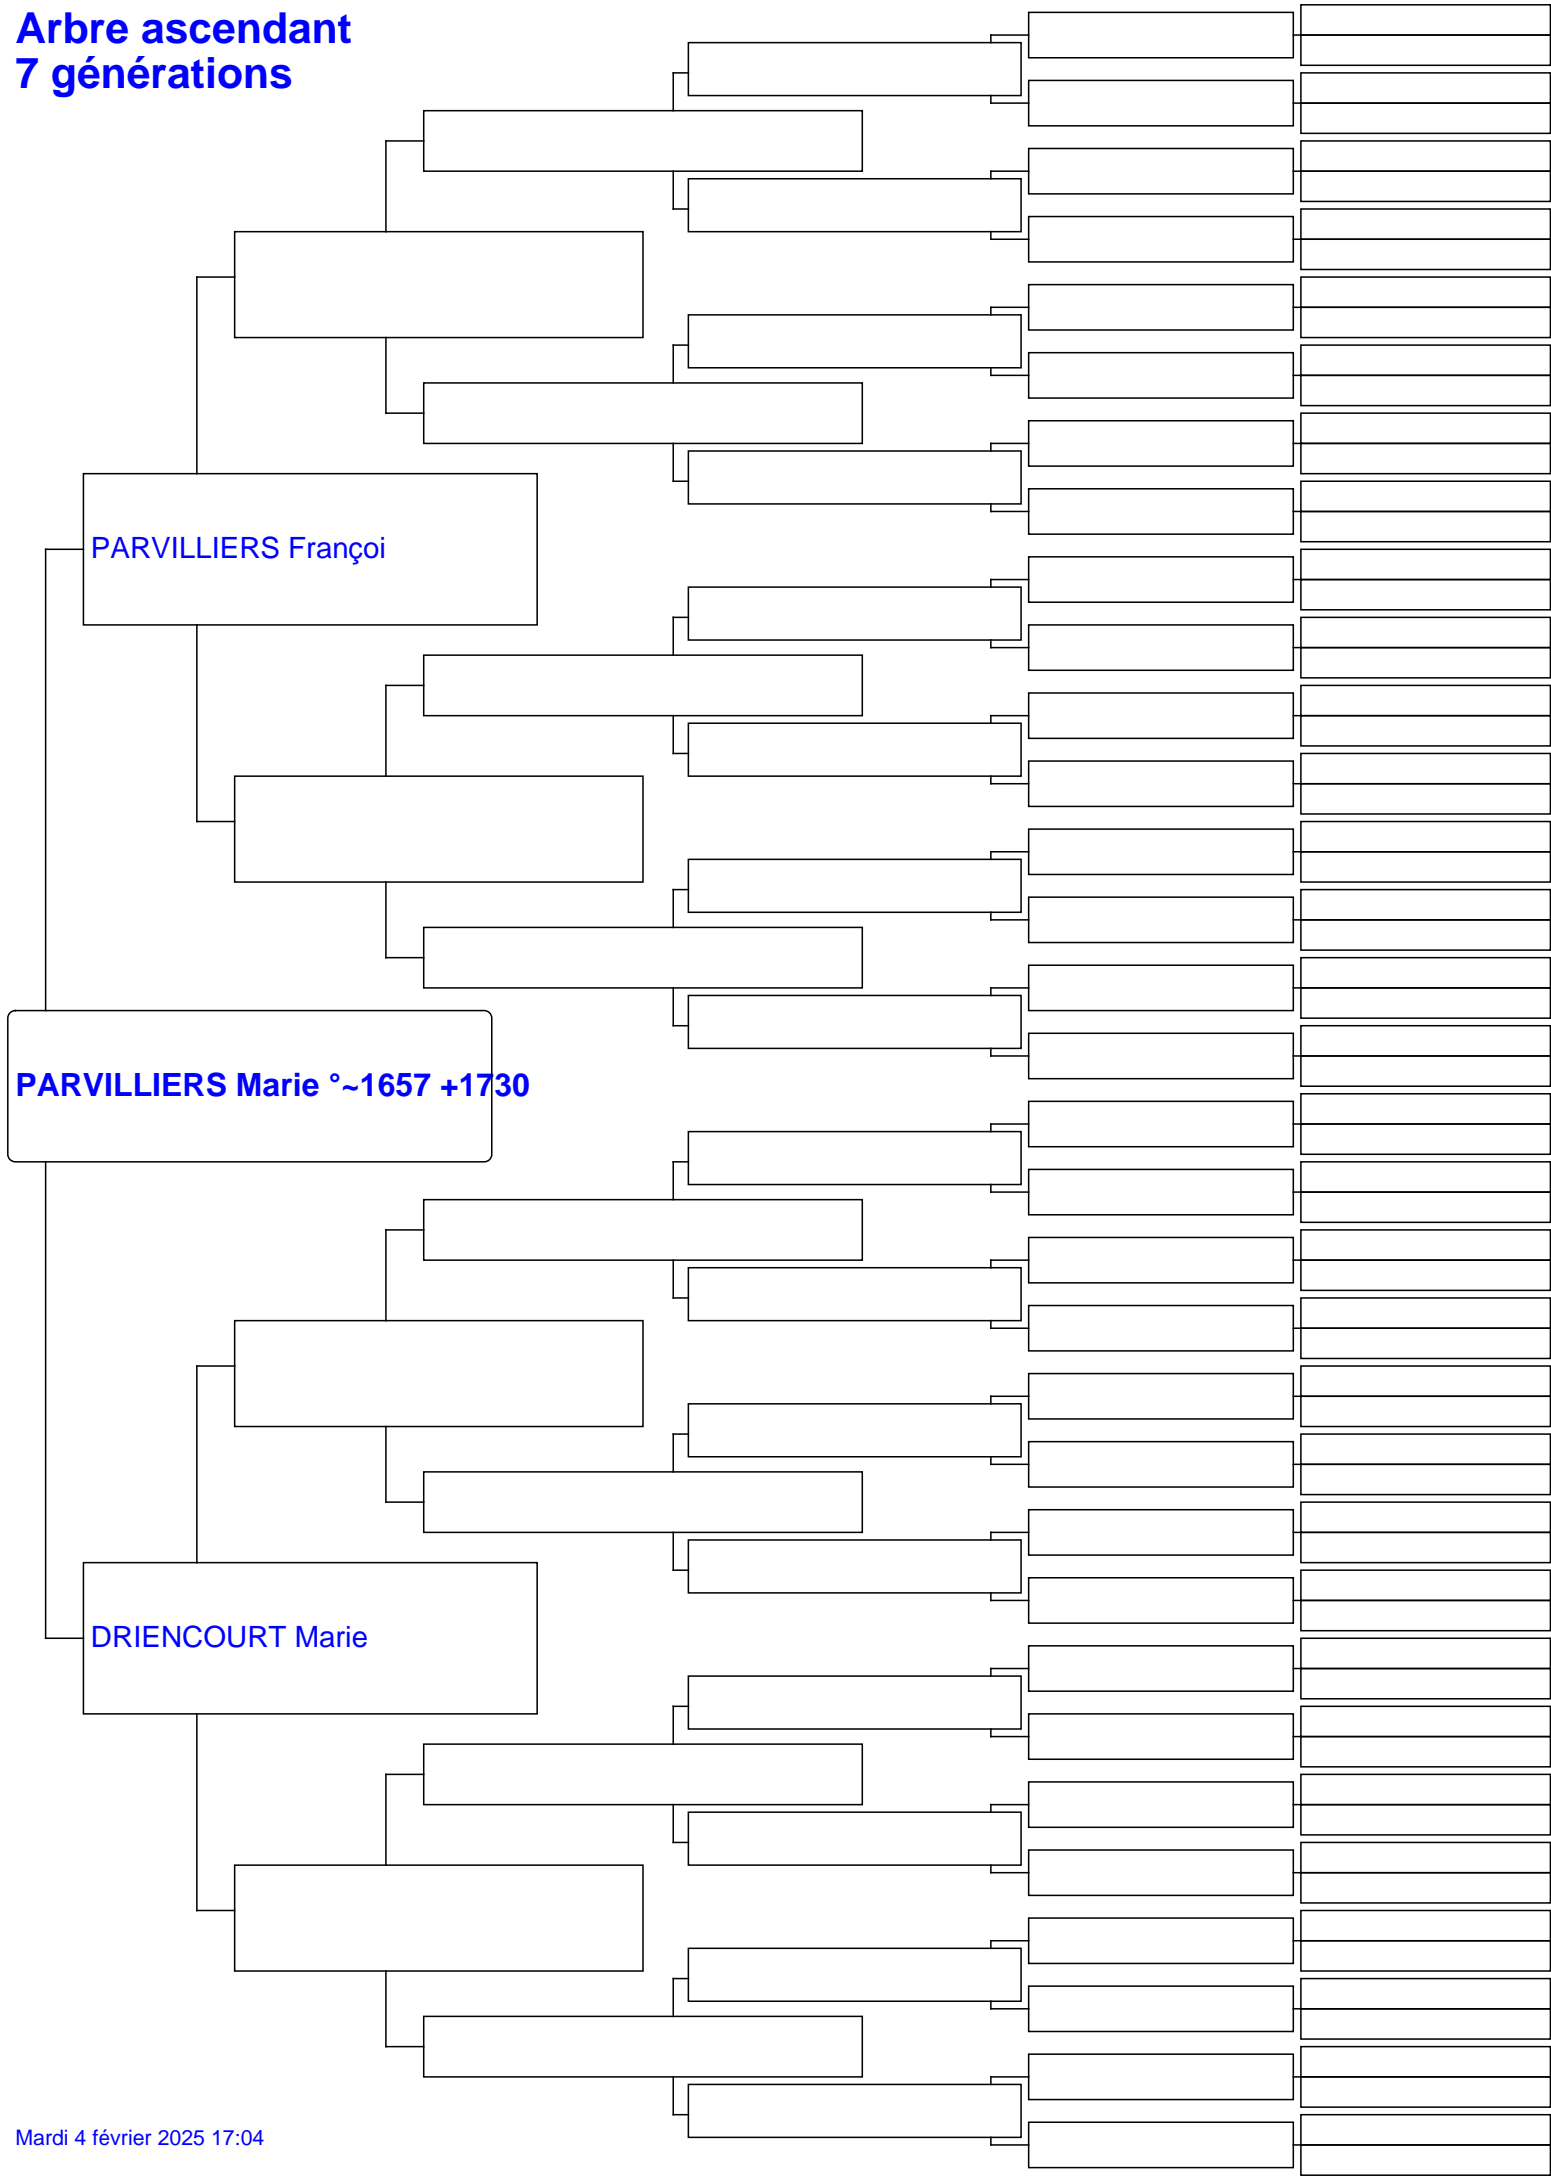 Arbre ascendant
7 générations
PARVILLIERS Françoi
PARVILLIERS Marie °~1657 +1730
DRIENCOURT Marie
Mardi 4 février 2025 17:04